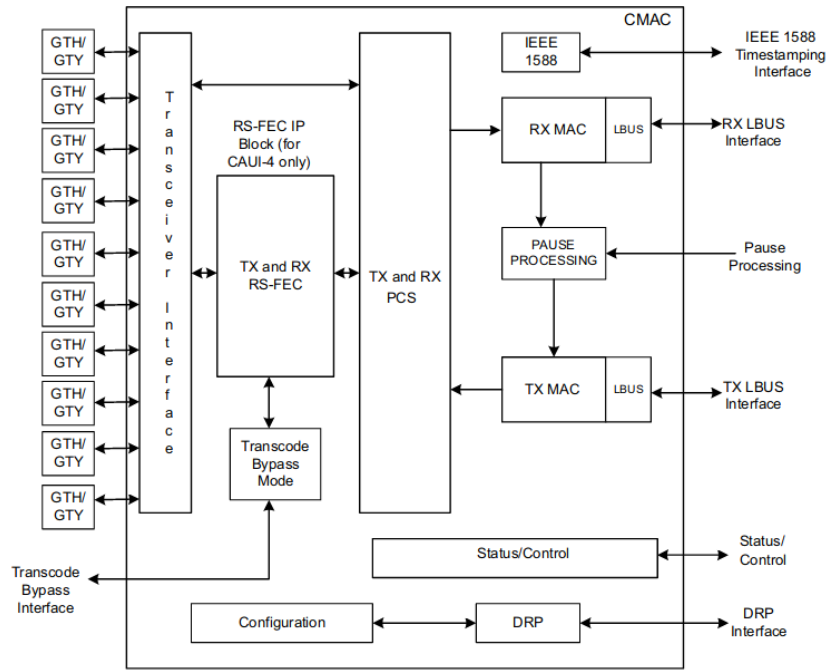 CMAC
GTH/
GTY
GTH/
GTY
GTH/
GTY
GTH/
GTY
GTH/
GTY
GTH/
GTY
GTH/
GTY
GTH/
GTY
GTH/
GTY
GTH/
GTY
Transceiver Interface
RS-FEC IP
Block (for
CAUI-4 only)
TX and RX
RS-FEC
Transcode
Bypass
Mode
TX and RX
PCS
IEEE
1588
IEEE 1588
Timestamping
Interface
RX MAC
LBUS
RX LBUS
Interface
PAUSE
PROCESSING
Pause
Processing
TX MAC
LBUS
TX LBUS
Interface
Status/Control
Status/
Control
Transcode
Bypass
Interface
Configuration
DRP
DRP
Interface